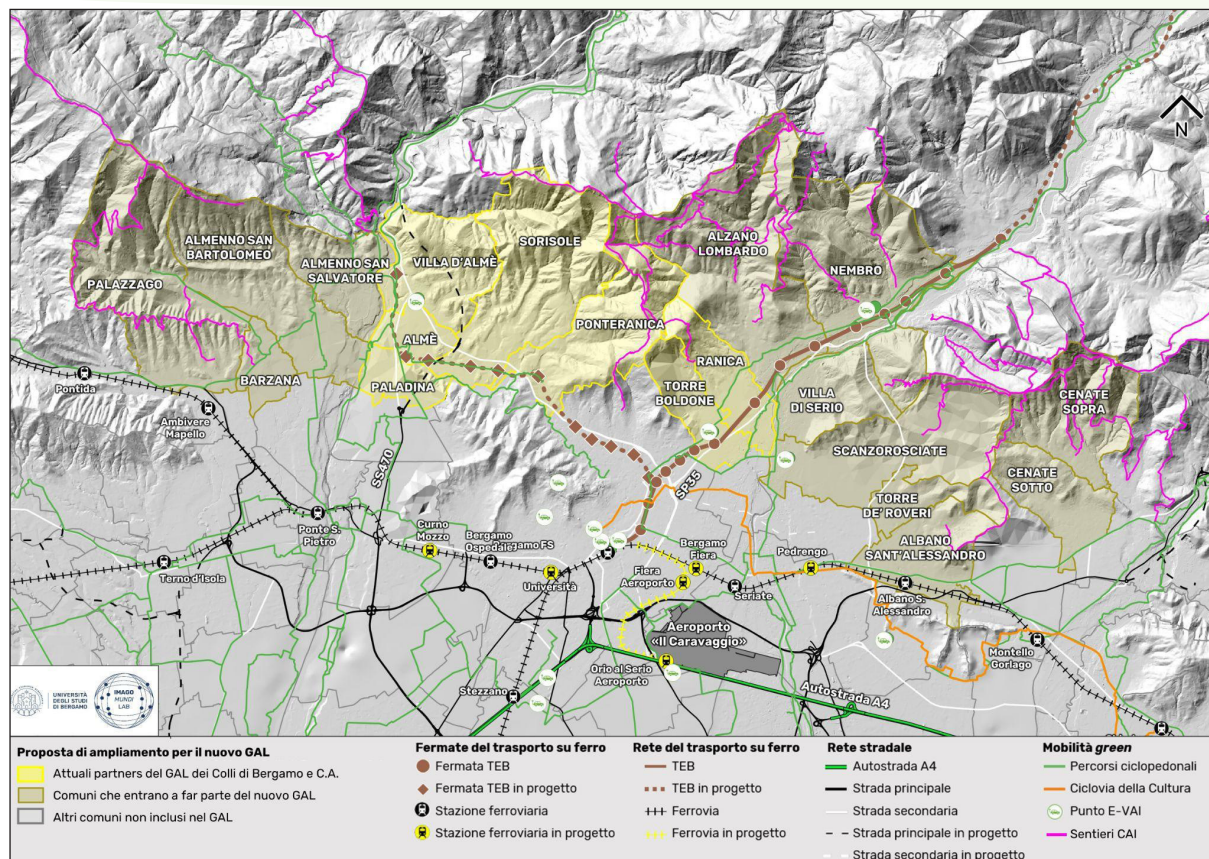 N
ALMENNO SAN
BARTOLOMEO
ALMENNO SAN
SALVATORE
PALAZZAGO
VILLA D'ALMÈ
SORISOLE
ALZANO
LOMBARDO
NEMBRO
PONTERANICA
ALMÈ
RANICA
BARZANA
PALADINA
TORRE
BOLDONE
VILLA
DI SERIO
CENATE
SOPRA
SCANZOROSCIATE
CENATE
SOTTO
TORRE
DE' ROVERI
ALBANO
SANT'ALESSANDRO
Pontida
Ambivere
Mapello
SS470
SP35
Ponte S.
Pietro
Terno d'Isola
Curno
Mozzo
Bergamo
Ospedale
Bergamo FS
Università
Bergamo
Fiera
Fiera
Aeroporto
Pedrengo
Seriate
Albano S.
Alessandro
Montello
Gorlago
Aeroporto
«Il Caravaggio»
Orio al Serio
Aeroporto
Stezzano
Autostrada A4
UNIVERSITÀ
DEGLI STUDI
DI BERGAMO
IMAGO
MUNDI
LAB
Proposta di ampliamento per il nuovo GAL
Attuali partners del GAL dei Colli di Bergamo e C.A.
Comuni che entrano a far parte del nuovo GAL
Altri comuni non inclusi nel GAL
Fermate del trasporto su ferro
Fermata TEB
Fermata TEB in progetto
Stazione ferroviaria
Stazione ferroviaria in progetto
Rete del trasporto su ferro
TEB
TEB in progetto
Ferrovia
Ferrovia in progetto
Rete stradale
Autostrada A4
Strada principale
Strada secondaria
Strada principale in progetto
Strada secondaria in progetto
Mobilità green
Percorsi ciclopedonali
Ciclovia della Cultura
Punto E-VAI
Sentieri CAI